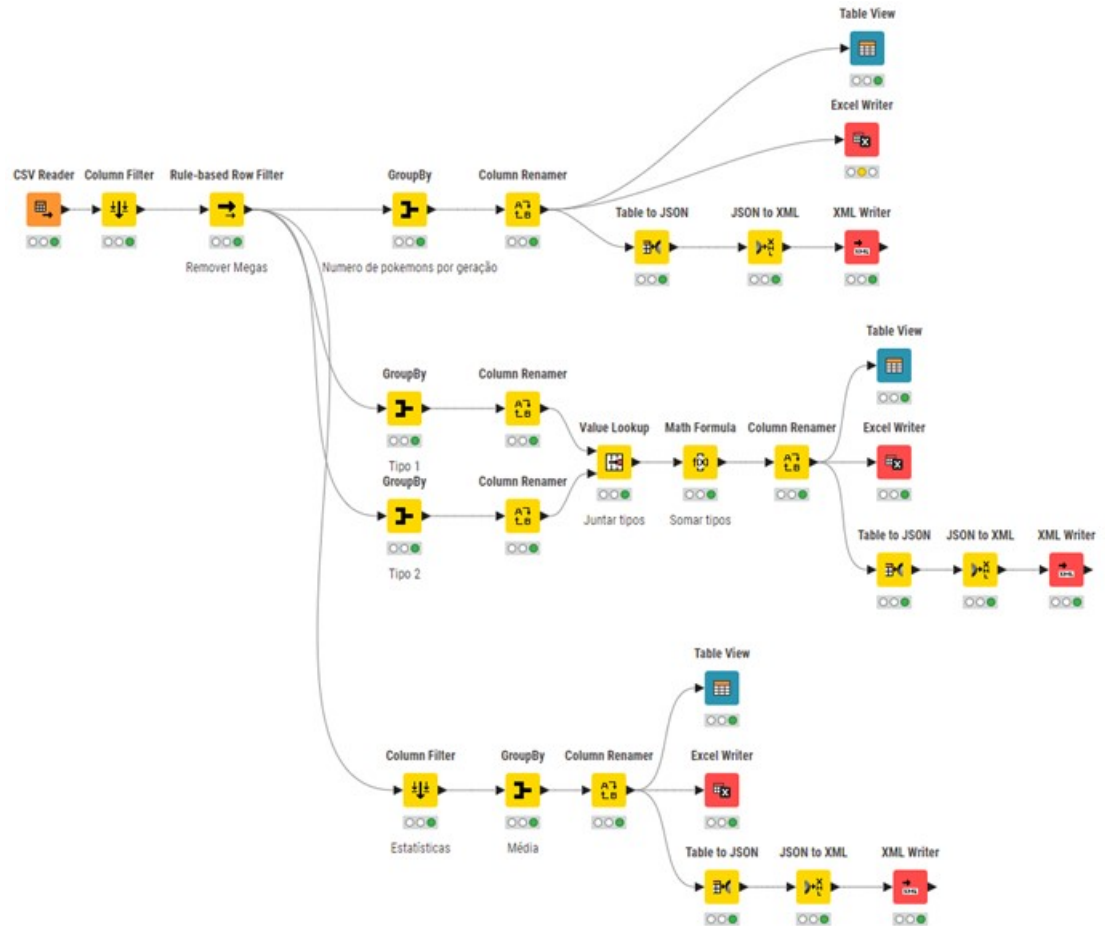 Table View
Excel Writer
CSV Reader Column Filter Rule-based Row Filter GroupBy Column Renamer
Table to JSON JSON to XML XML Writer
Remover Megas Numero de pokemons por geração
Table View
GroupBy Column Renamer
Value Lookup Math Formula Column Renamer Excel Writer
Tipo 1
GroupBy Column Renamer
Juntar tipos Somar tipos
Table to JSON JSON to XML XML Writer
Tipo 2
Table View
Column Filter GroupBy Column Renamer Excel Writer
Estatísticas Média
Table to JSON JSON to XML XML Writer